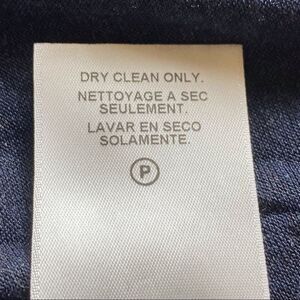 DRY CLEAN ONLY.
NETTOYAGE A SEC
SEULEMENT.
LAVAR EN SECO
SOLAMENTE.
P